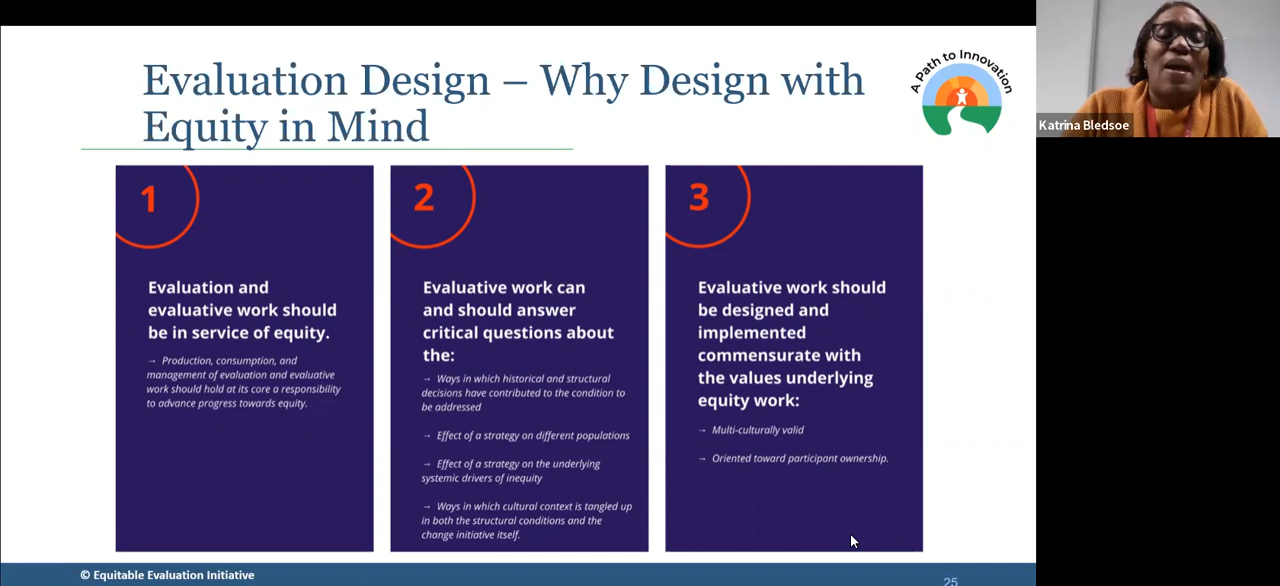 Evaluation Design – Why Design with
Equity in Mind
A Path to Innovation
Katrina Bledsoe
1
Evaluation and
evaluative work should
be in service of equity.
→ Production, consumption, and
management of evaluation and evaluative
work should hold at its core a responsibility
to advance progress towards equity.
2
Evaluative work can
and should answer
critical questions about
the:
→ Ways in which historical and structural
decisions have contributed to the condition to
be addressed
→ Effect of a strategy on different populations
→ Effect of a strategy on the underlying
systemic drivers of inequity
→ Ways in which cultural context is tangled up
in both the structural conditions and the
change initiative itself.
3
Evaluative work should
be designed and
implemented
commensurate with
the values underlying
equity work:
→ Multi-culturally valid
→ Oriented toward participant ownership.
© Equitable Evaluation Initiative
25